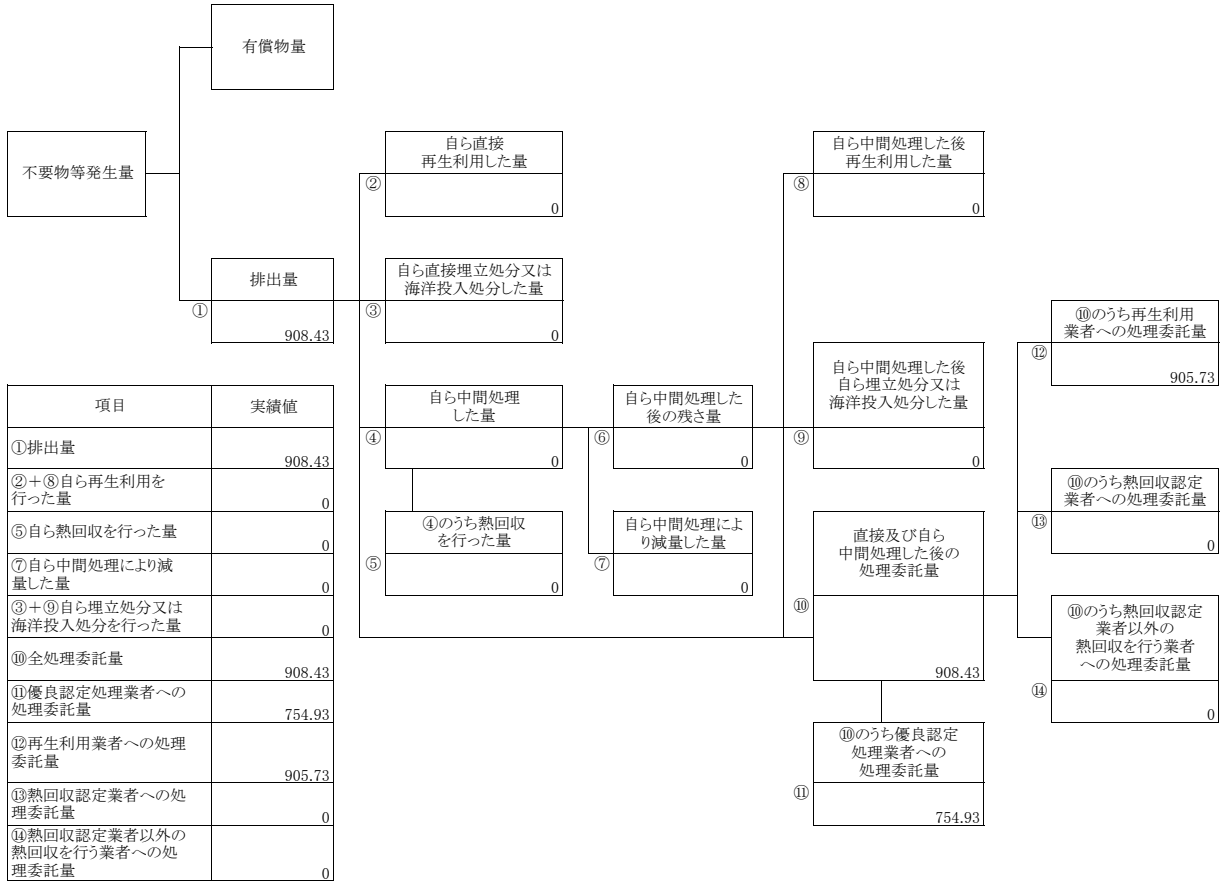 有償物量
不要物等発生量
自ら直接
再生利用した量
②
0
自ら中間処理した後
再生利用した量
⑧
0
排出量
①
908.43
自ら直接埋立処分又は
海洋投入処分した量
③
0
⑩のうち再生利用
業者への処理委託量
⑫
905.73
自ら中間処理
した量
④
0
自ら中間処理した
後の残さ量
⑥
0
自ら中間処理した後
自ら埋立処分又は
海洋投入処分した量
⑨
0
⑩のうち熱回収認定
業者への処理委託量
⑬
0
④のうち熱回収
を行った量
⑤
0
自ら中間処理によ
り減量した量
⑦
0
直接及び自ら
中間処理した後の
処理委託量
⑩
908.43
⑩のうち熱回収認定
業者以外の
熱回収を行う業者
への処理委託量
⑭
0
⑩のうち優良認定
処理業者への
処理委託量
⑪
754.93
項目 実績値
①排出量
908.43
②＋⑧自ら再生利用を
行った量
0
⑤自ら熱回収を行った量
0
⑦自ら中間処理により減
量した量
0
③＋⑨自ら埋立処分又は
海洋投入処分を行った量
0
⑩全処理委託量
908.43
⑪優良認定処理業者への
処理委託量
754.93
⑫再生利用業者への処理
委託量
905.73
⑬熱回収認定業者への処
理委託量
0
⑭熱回収認定業者以外の
熱回収を行う業者への処
理委託量
0